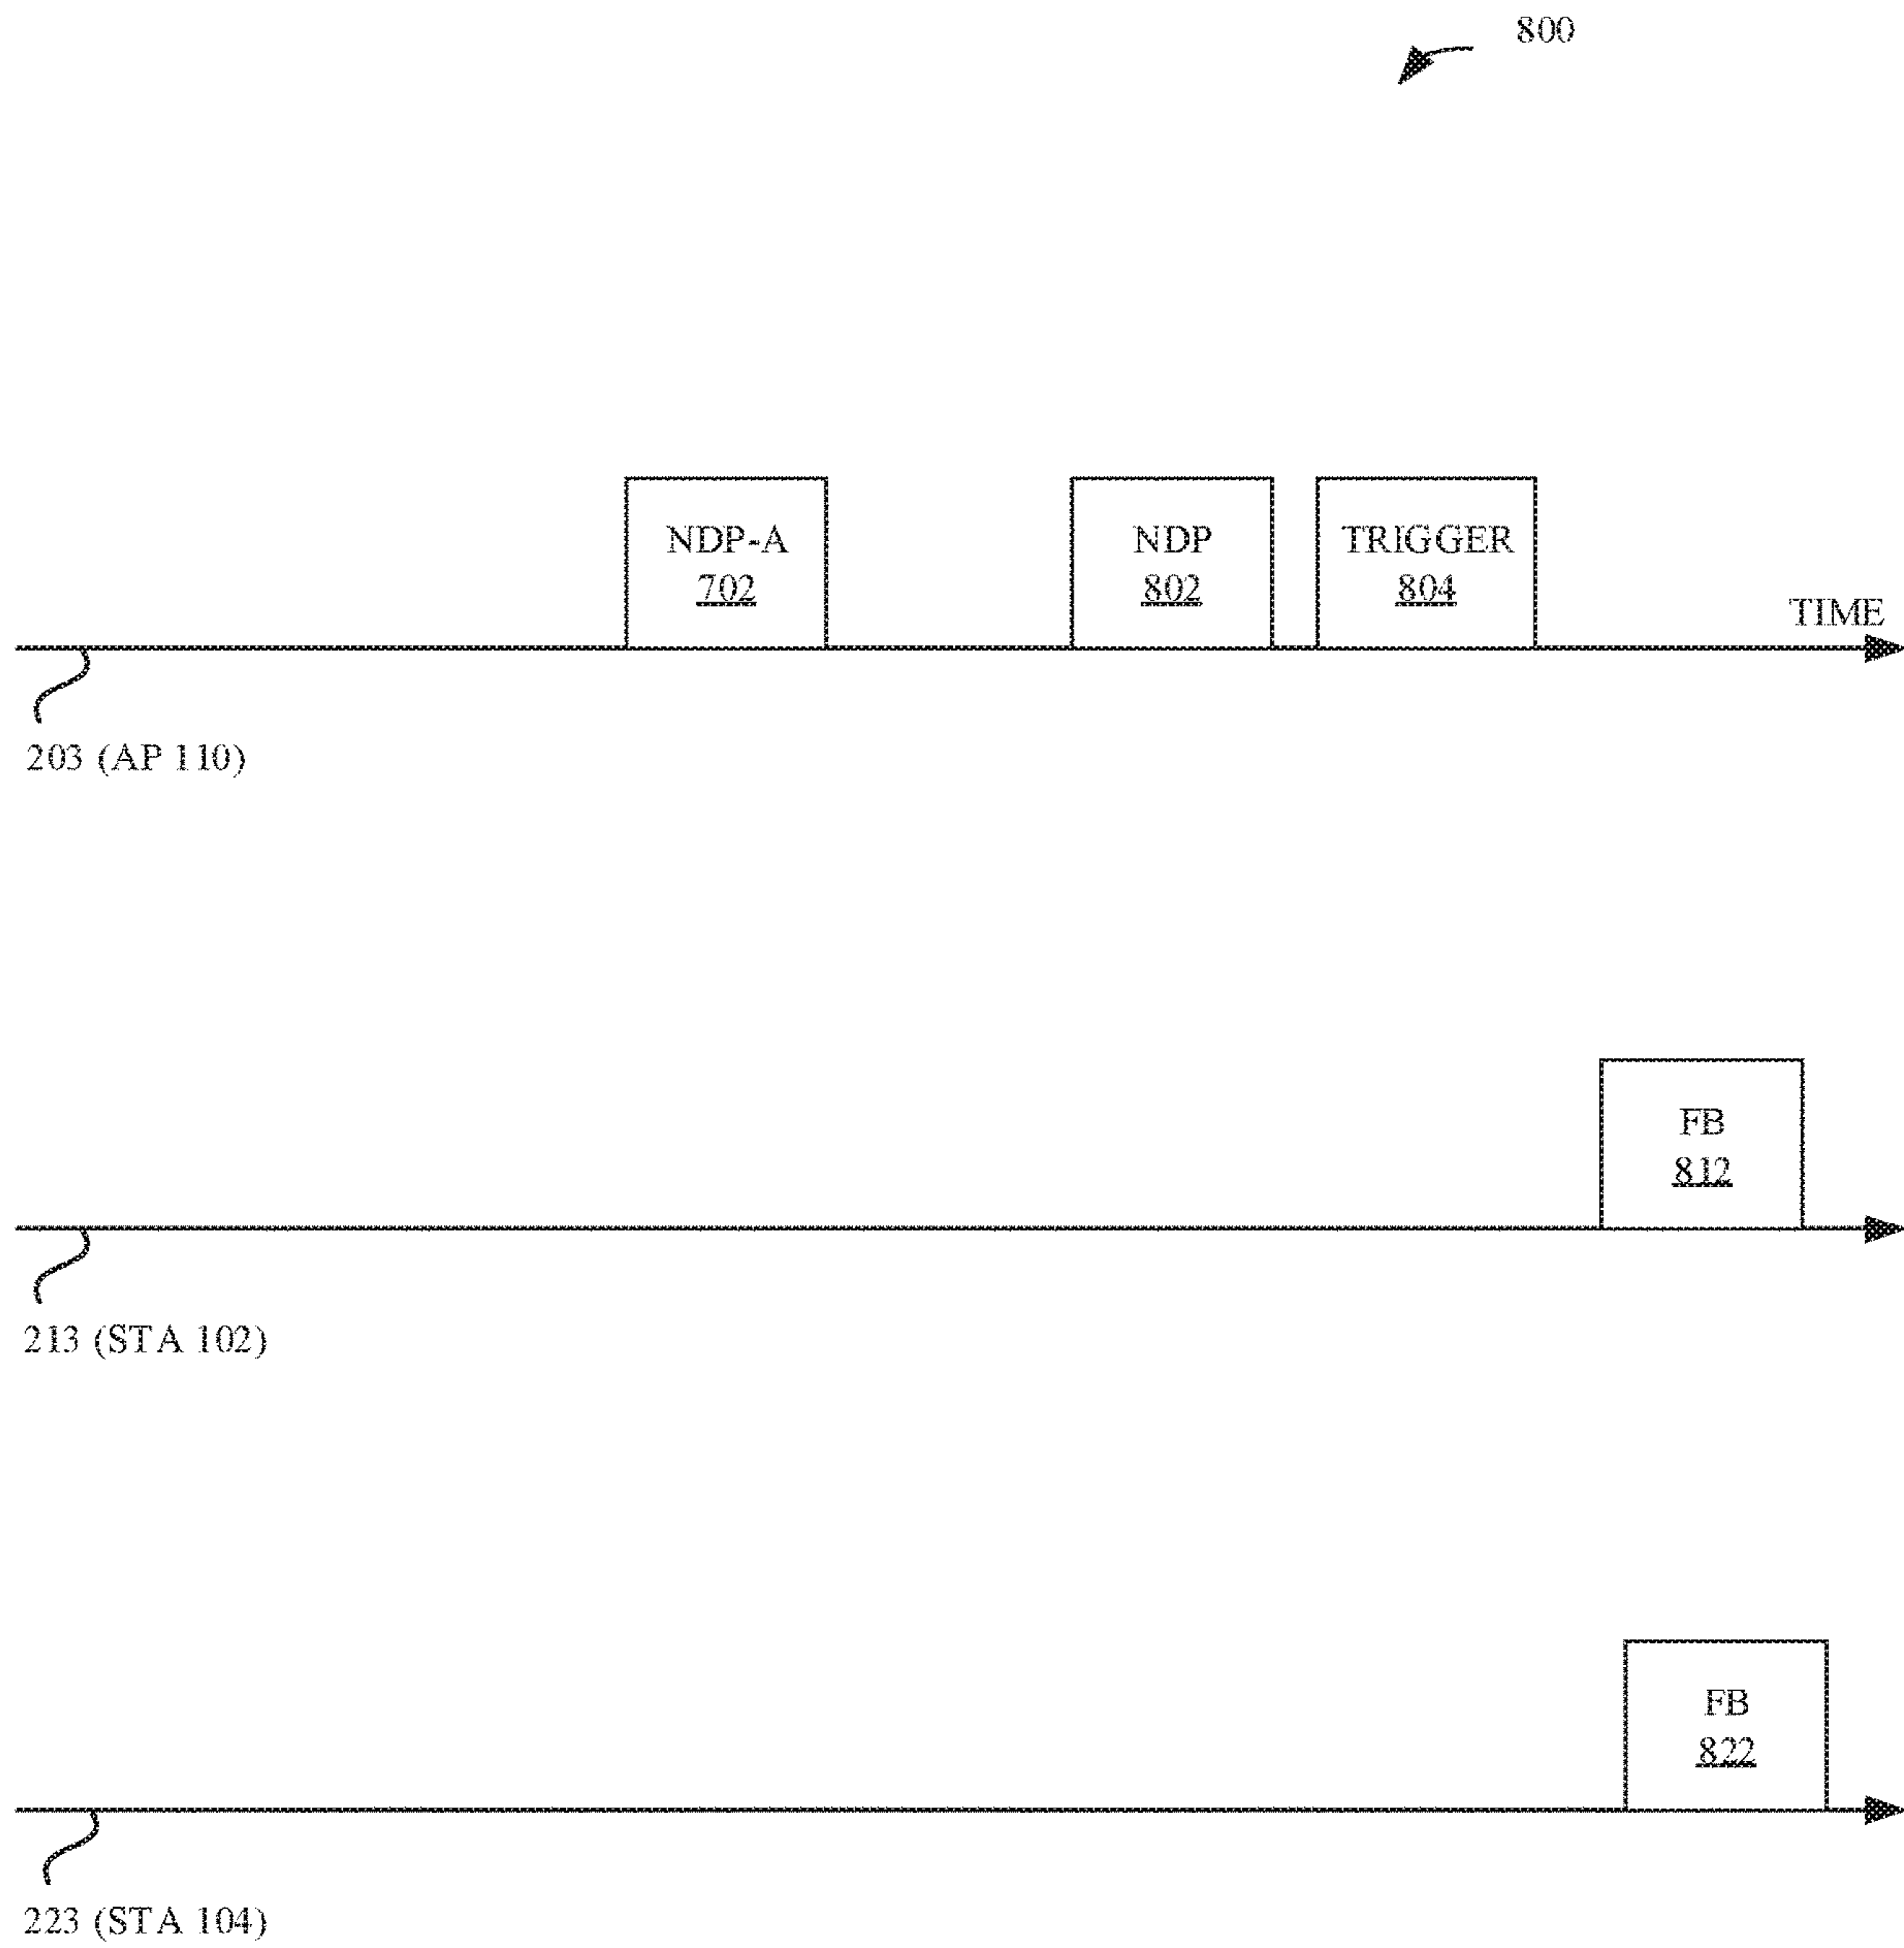 800
NDP-A
702
NDP
802
TRIGGER
804
TIME
203 (AP 110)
FB
812
213 (STA 102)
FB
822
223 (STA 104)